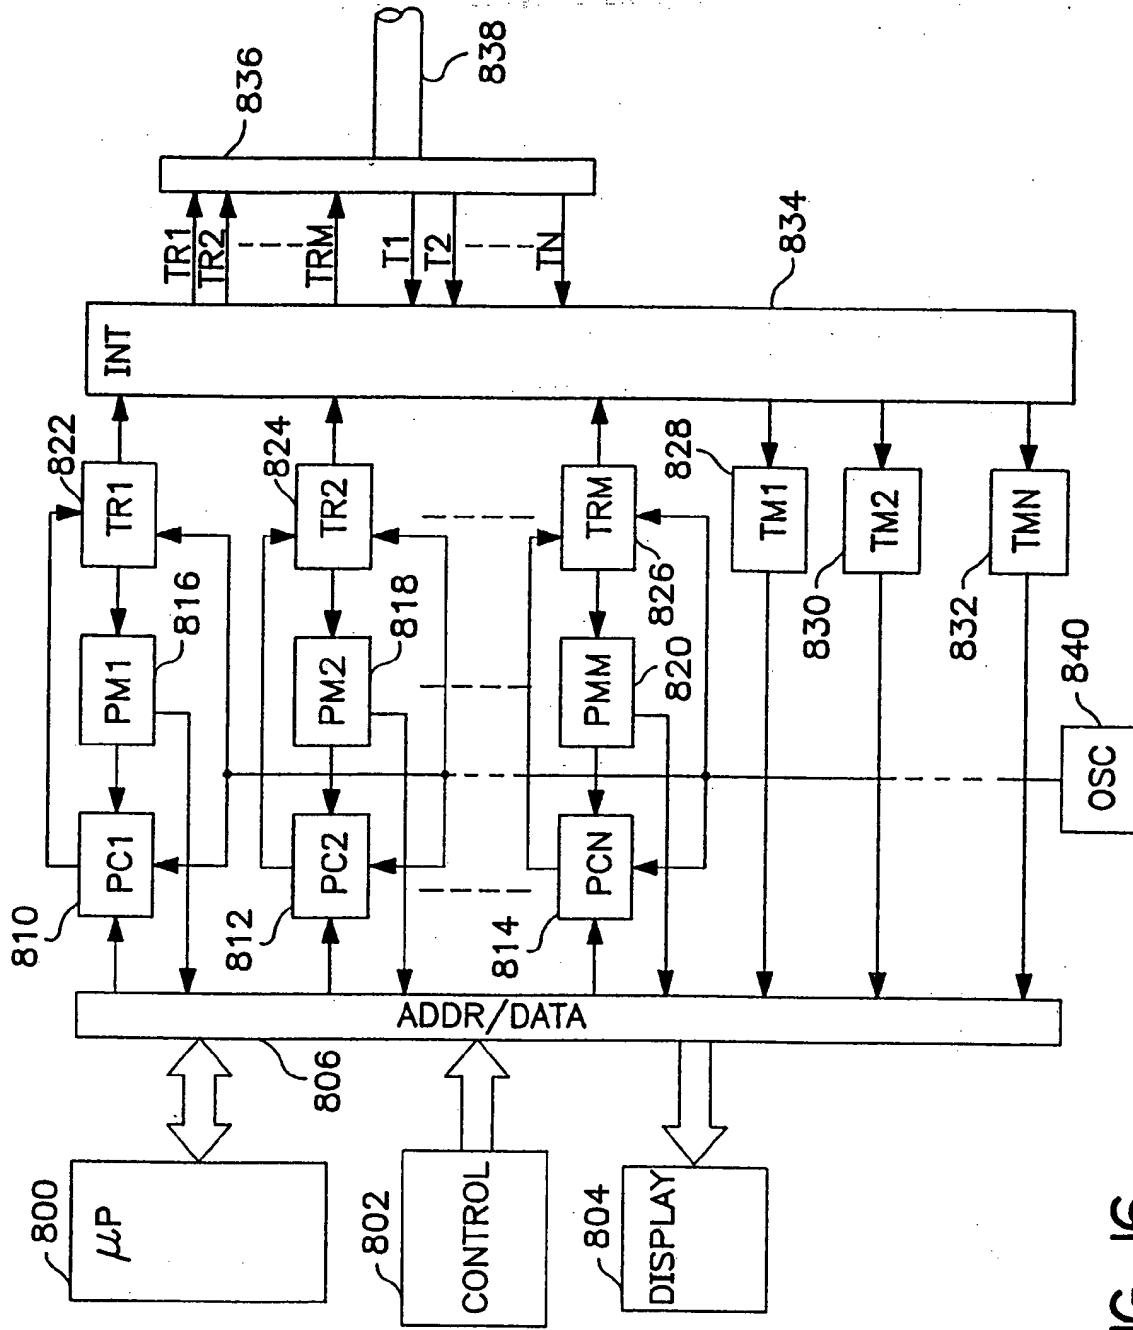 800
μP
802
CONTROL
804
DISPLAY
806
ADDR/DATA
810
PC1
812
PC2
814
PCN
816
PM1
818
PM2
820
PMM
822
TR1
824
TR2
826
TRM
828
TM1
830
TM2
832
TMN
840
OSC
INT
834
TR1
TR2
TRM
T1
T2
TN
836
838